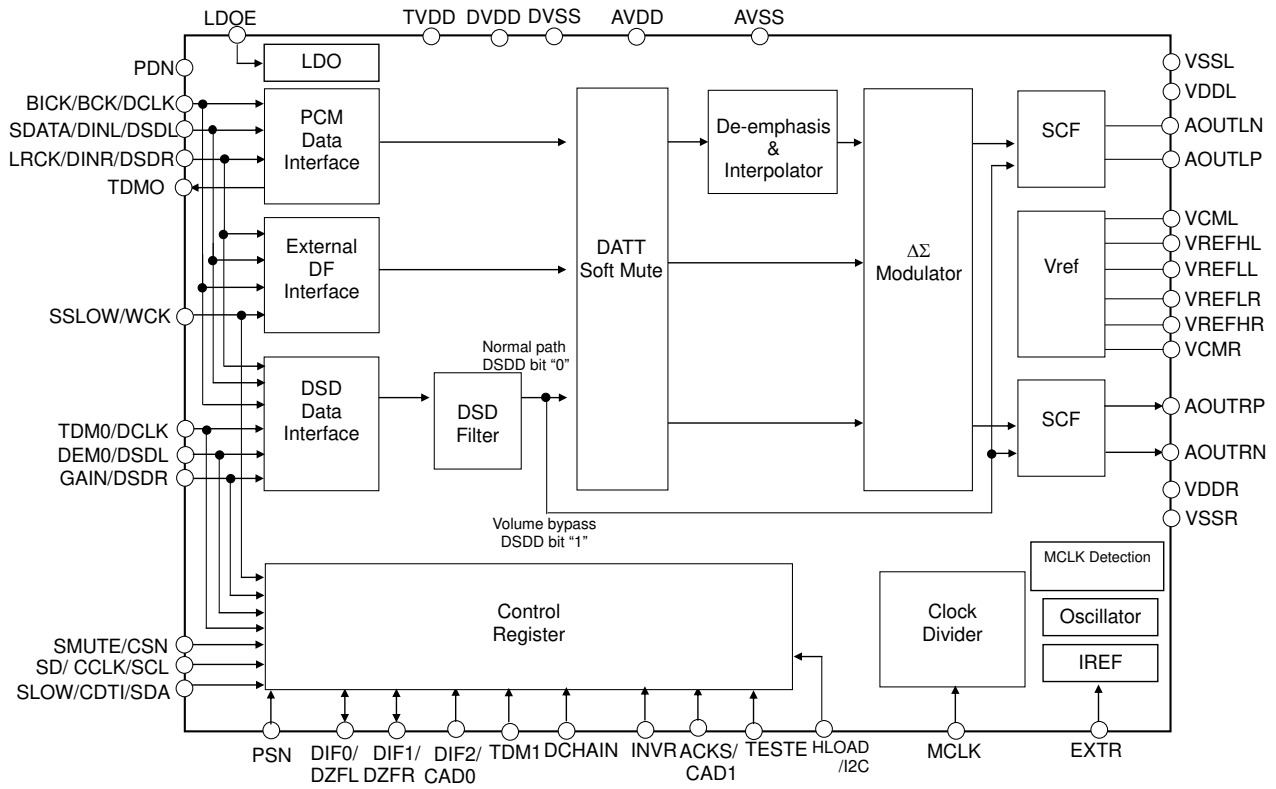 LDOE
TVDD
DVDD
DVSS
AVDD
AVSS
PDN
LDO
VSSL
VDDL
BICK/BCK/DCLK
SDATA/DINL/DSDL
LRCK/DINR/DSDR
TDMO
PCM
Data
Interface
De-emphasis
&
Interpolator
SCF
AOUTLN
AOUTLP
External
DF
Interface
DATT
Soft Mute
ΔΣ
Modulator
Vref
VCML
VREFHL
VREFLL
VREFLR
VREFHR
VCMR
SSLOW/WCK
Normal path
DSDD bit “0”
DSD
Data
Interface
DSD
Filter
SCF
AOUTRP
AOUTRN
TDM0/DCLK
DEM0/DSDL
GAIN/DSDR
VDDR
VSSR
Volume bypass
DSDD bit “1”
MCLK Detection
Control
Register
Clock
Divider
Oscillator
IREF
SMUTE/CSN
SD/ CCLK/SCL
SLOW/CDTI/SDA
PSN
DIF0/
DZFL
DIF1/
DZFR
DIF2/
CAD0
TDM1
DCHAIN
INVR
ACKS/
CAD1
TESTE
HLOAD
/I2C
MCLK
EXTR